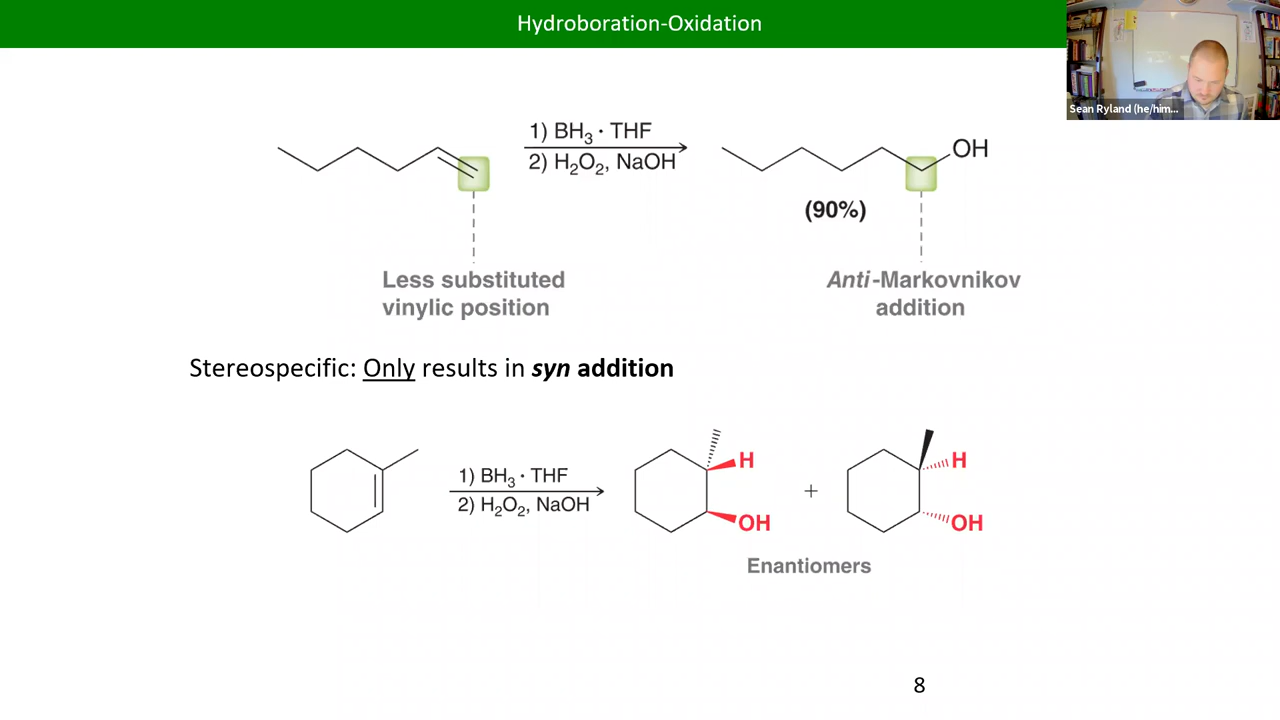 Hydroboration-Oxidation
Sean Ryland (he/him...
1) BH₃ · THF
2) H₂O₂, NaOH
OH
(90%)
Less substituted
vinylic position
Anti-Markovnikov
addition
Stereospecific: Only results in syn addition
1) BH₃ · THF
2) H₂O₂, NaOH
H
OH
+
H
OH
Enantiomers
8